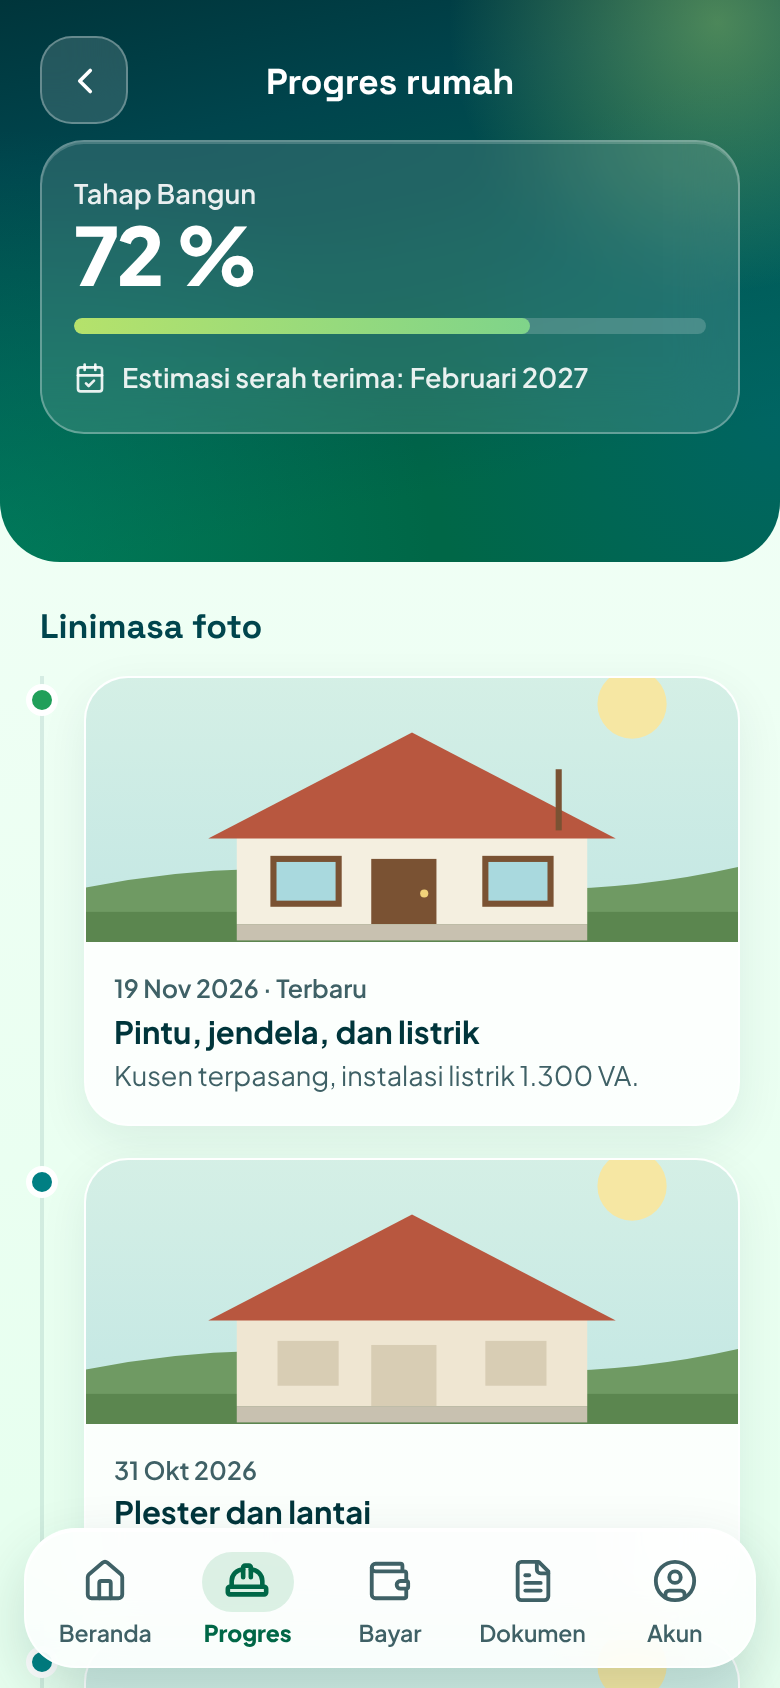 Progres rumah
Tahap Bangun
72 %
Estimasi serah terima: Februari 2027
Linimasa foto
19 Nov 2026 · Terbaru
Pintu, jendela, dan listrik
Kusen terpasang, instalasi listrik 1.300 VA.
31 Okt 2026
Plester dan lantai
Beranda
Progres
Bayar
Dokumen
Akun